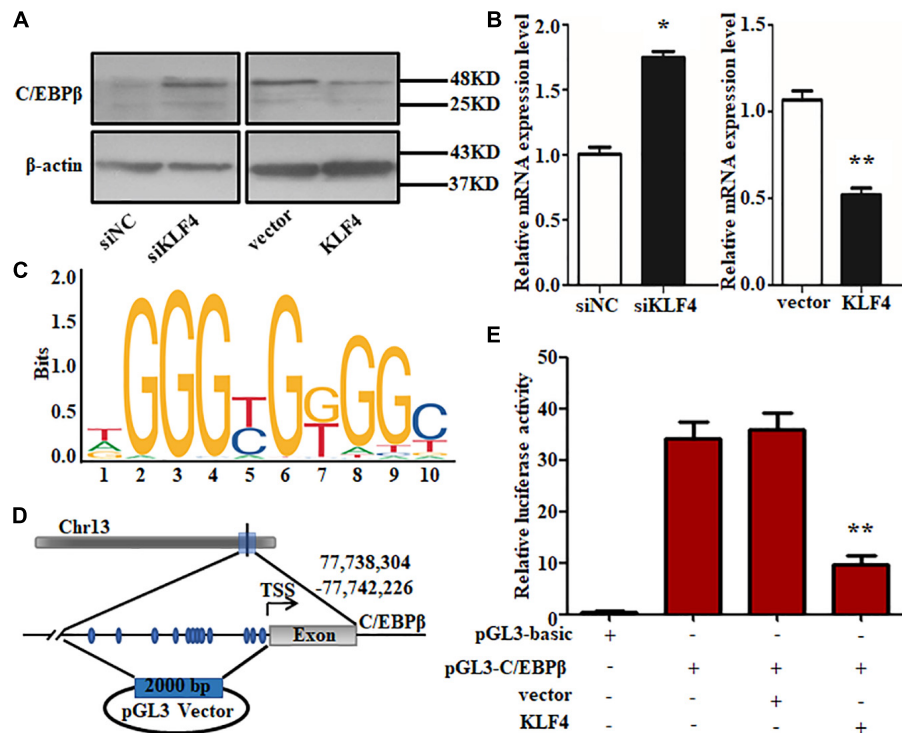 A
C/EBPβ
48KD
25KD
β-actin
43KD
37KD
siNC
siKLF4
vector
KLF4
B
Relative mRNA expression level
2.0
1.5
1.0
0.5
0.0
*
siNC
siKLF4
Relative mRNA expression level
1.5
1.0
0.5
0.0
**
vector
KLF4
C
Bits
2.0
1.5
1.0
0.5
0.0
T A G G G T C G G T G A G T C T
1 2 3 4 5 6 7 8 9 10
D
Chr13
77,738,304
-77,742,226
TSS
C/EBPβ
Exon
2000 bp
pGL3 Vector
E
Relative luciferase activity
50
40
30
20
10
0
**
pGL3-basic + - - -
pGL3-C/EBPβ - + + +
vector - - + -
KLF4 - - - +